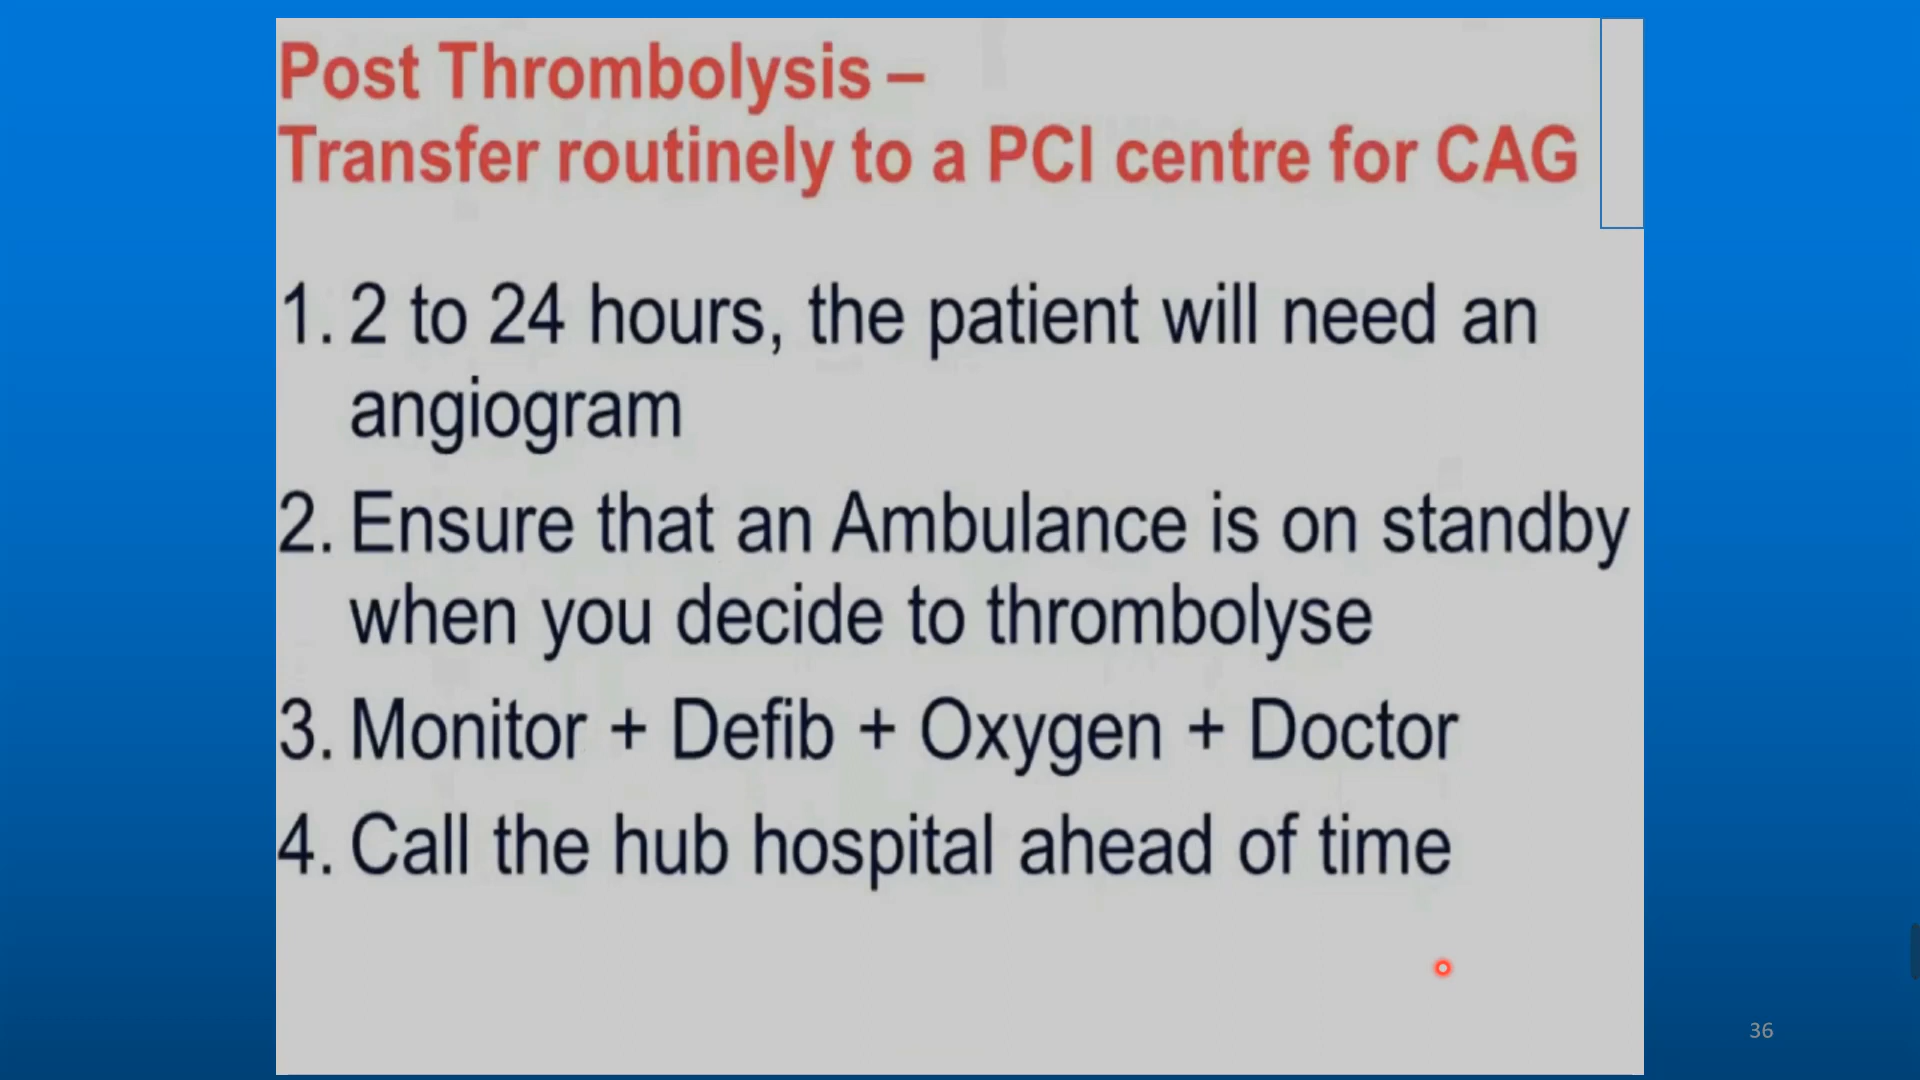 Post Thrombolysis –
Transfer routinely to a PCI centre for CAG
1. 2 to 24 hours, the patient will need an
angiogram
2. Ensure that an Ambulance is on standby
when you decide to thrombolyse
3. Monitor + Defib + Oxygen + Doctor
4. Call the hub hospital ahead of time
36